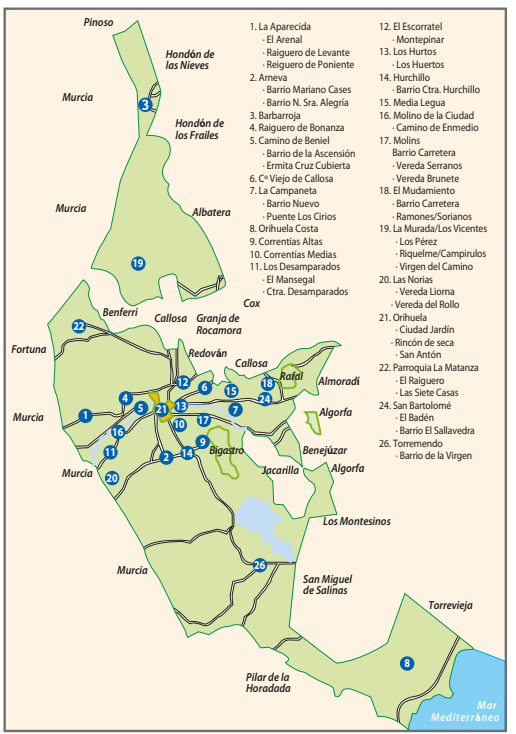 Pinoso
Hondón de
las Nieves
Murcia
3
Hondón de
los Frailes
Murcia
Albatera
19
Cox
Benferri
Callosa
Granja de
Rocamora
22
Fortuna
Redován
Callosa
Rafal
Almoradí
12
6
15
18
24
4
5
21
13
7
Algorfa
Murcia
1
16
10
17
11
9
Bigastro
Benejúzar
2
14
Murcia
20
Jacarilla
Algorfa
Los Montesinos
Murcia
26
San Miguel
de Salinas
Torrevieja
8
Pilar de la
Horadada
Mar
Mediterráneo
1. La Aparecida
· El Arenal
· Raiguero de Levante
· Reiguero de Poniente
2. Arneva
· Barrio Mariano Cases
· Barrio N. Sra. Alegría
3. Barbarroja
4. Raiguero de Bonanza
5. Camino de Beniel
· Barrio de la Ascensión
· Ermita Cruz Cubierta
6. Cº Viejo de Callosa
7. La Campaneta
· Barrio Nuevo
· Puente Los Cirios
8. Orihuela Costa
9. Correntías Altas
10. Correntías Medias
11. Los Desamparados
· El Mansegal
· Ctra. Desamparados
12. El Escorratel
· Montepinar
13. Los Hurtos
· Los Huertos
14. Hurchillo
· Barrio Ctra. Hurchillo
15. Media Legua
16. Molino de la Ciudad
· Camino de Enmedio
17. Molins
Barrio Carretera
· Vereda Serranos
· Vereda Brunete
18. El Mudamiento
· Barrio Carretera
· Ramones/Sorianos
19. La Murada/Los Vicentes
· Los Pérez
· Riquelme/Campirulos
· Virgen del Camino
20. Las Norias
· Vereda Liorna
· Vereda del Rollo
21. Orihuela
· Ciudad Jardín
· Rincón de seca
· San Antón
22. Parroquia La Matanza
· El Raiguero
· Las Siete Casas
24. San Bartolomé
· El Badén
· Barrio El Sallavedra
26. Torremendo
· Barrio de la Virgen